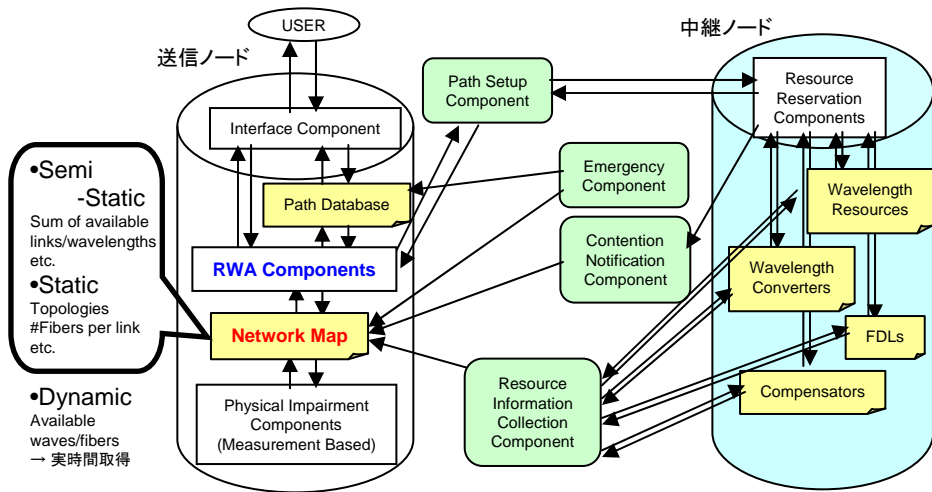 USER
送信ノード
中継ノード
Interface Component
Path Database
RWA Components
Network Map
Physical Impairment
Components
(Measurement Based)
•Semi
-Static
Sum of available
links/wavelengths
etc.
•Static
Topologies
#Fibers per link
etc.
•Dynamic
Available
waves/fibers
→ 実時間取得
Path Setup
Component
Emergency
Component
Contention
Notification
Component
Resource
Information
Collection
Component
Resource
Reservation
Components
Wavelength
Resources
Wavelength
Converters
FDLs
Compensators